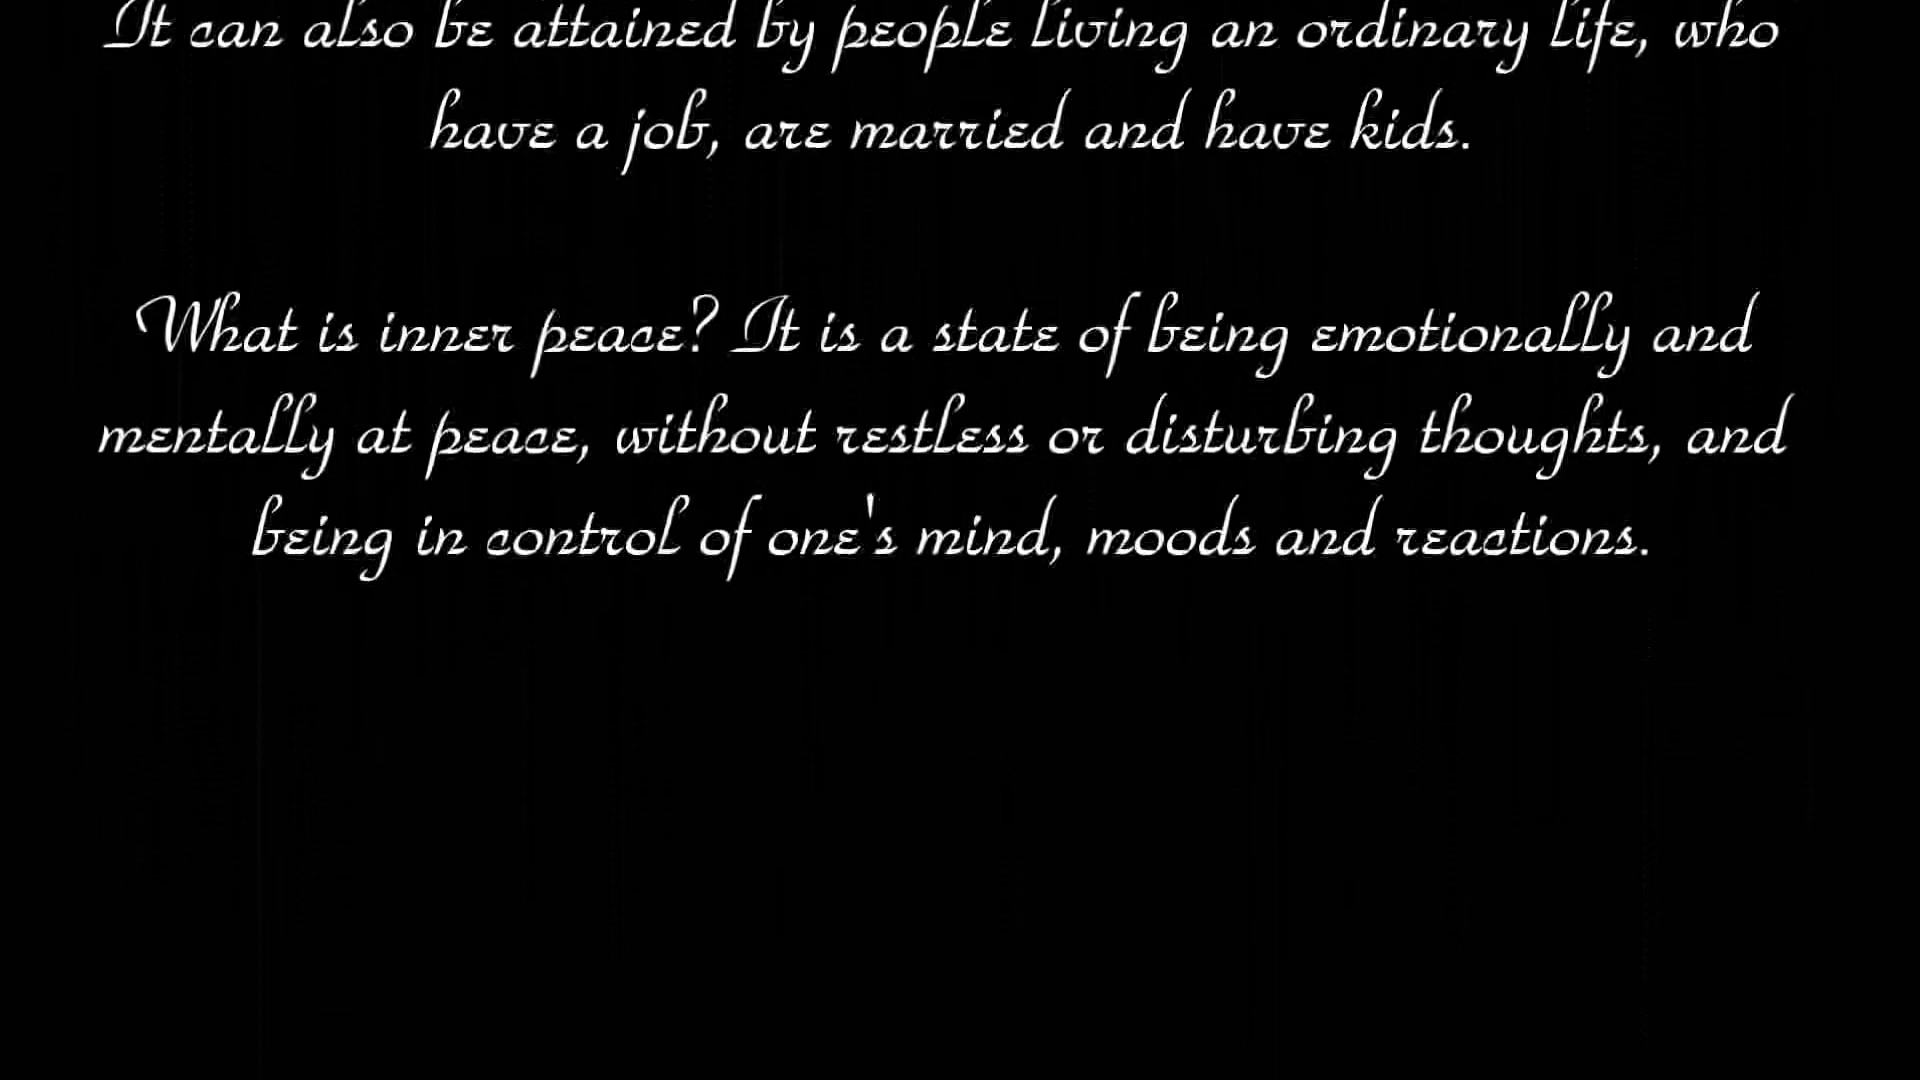 It can also be attained by people living an ordinary life, who
have a job, are married and have kids.
What is inner peace? It is a state of being emotionally and
mentally at peace, without restless or disturbing thoughts, and
being in control of one's mind, moods and reactions.